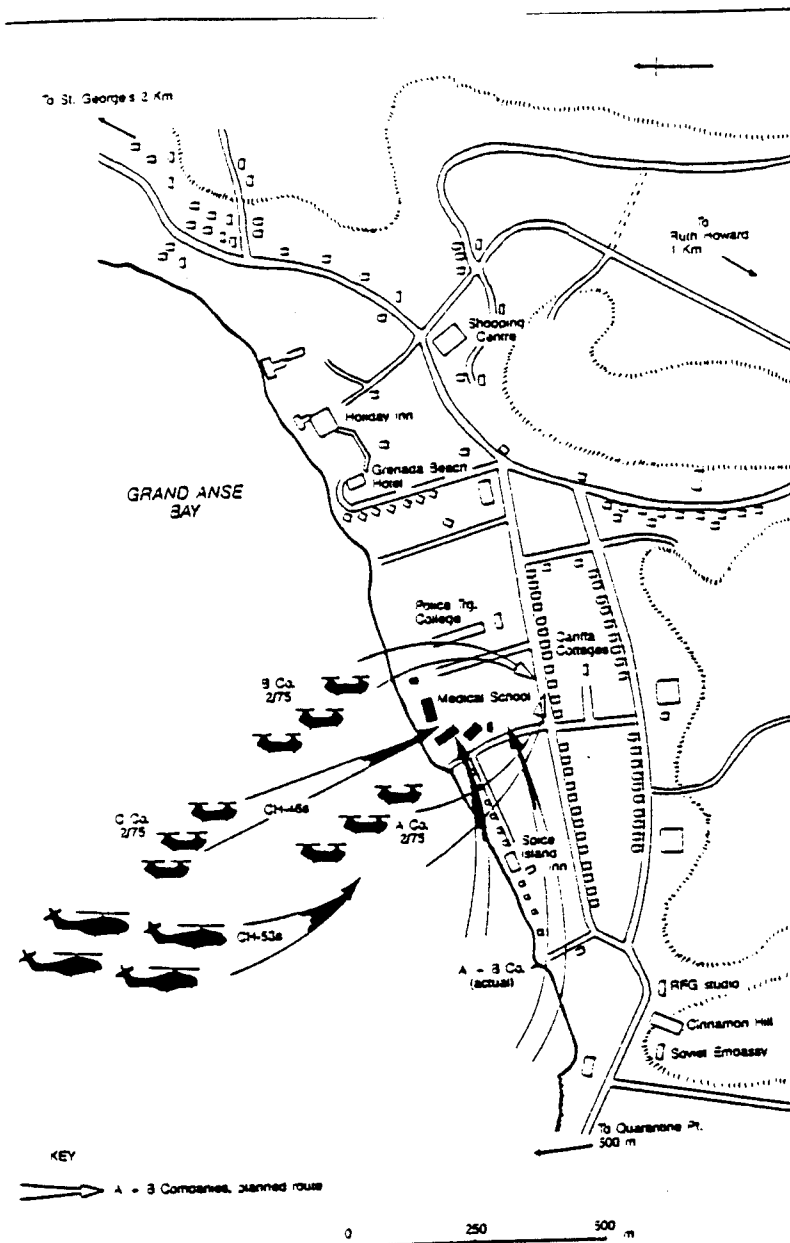 To St. George's 2 Km
To
Ruth Howard
1 Km
Shopping
Centre
Holiday Inn
Grenada Beach
Hotel
GRAND ANSE
BAY
Police Trg.
College
Canifa
Cottages
B Co.
2/75
Medical School
C Co.
2/75
CH-46s
A Co.
2/75
Spice
Island
Inn
CH-53s
A + B Co.
(actual)
RFG studio
Cinnamon Hill
Soviet Embassy
To Quarantine Pt.
500 m
KEY
A + B Companies, planned route
0 250 500 m